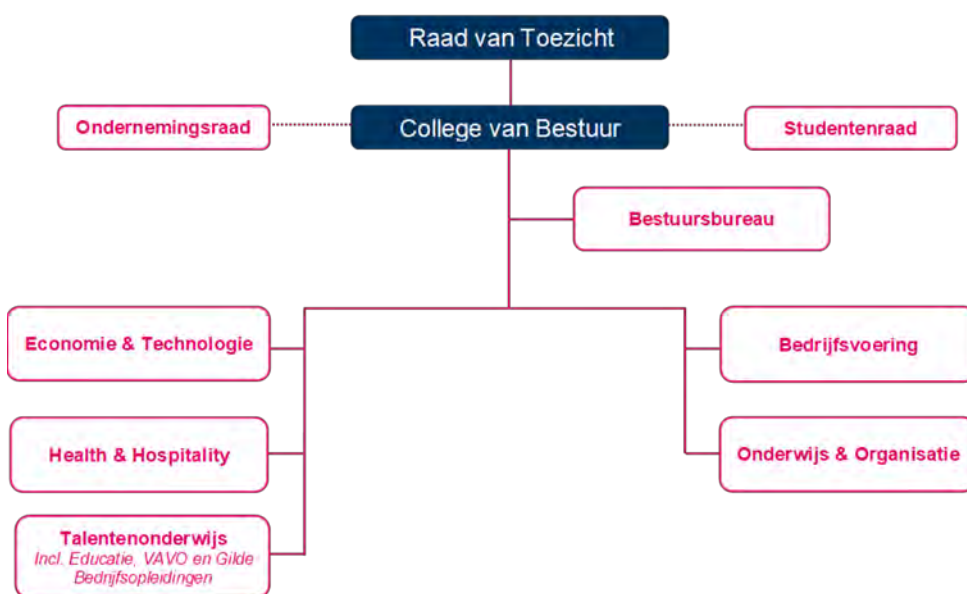 Raad van Toezicht
Ondernemingsraad
College van Bestuur
Studentenraad
Bestuursbureau
Economie & Technologie
Bedrijfsvoering
Health & Hospitality
Onderwijs & Organisatie
Talentenonderwijs
Incl. Educatie, VAVO en Gilde
Bedrijfsopleidingen